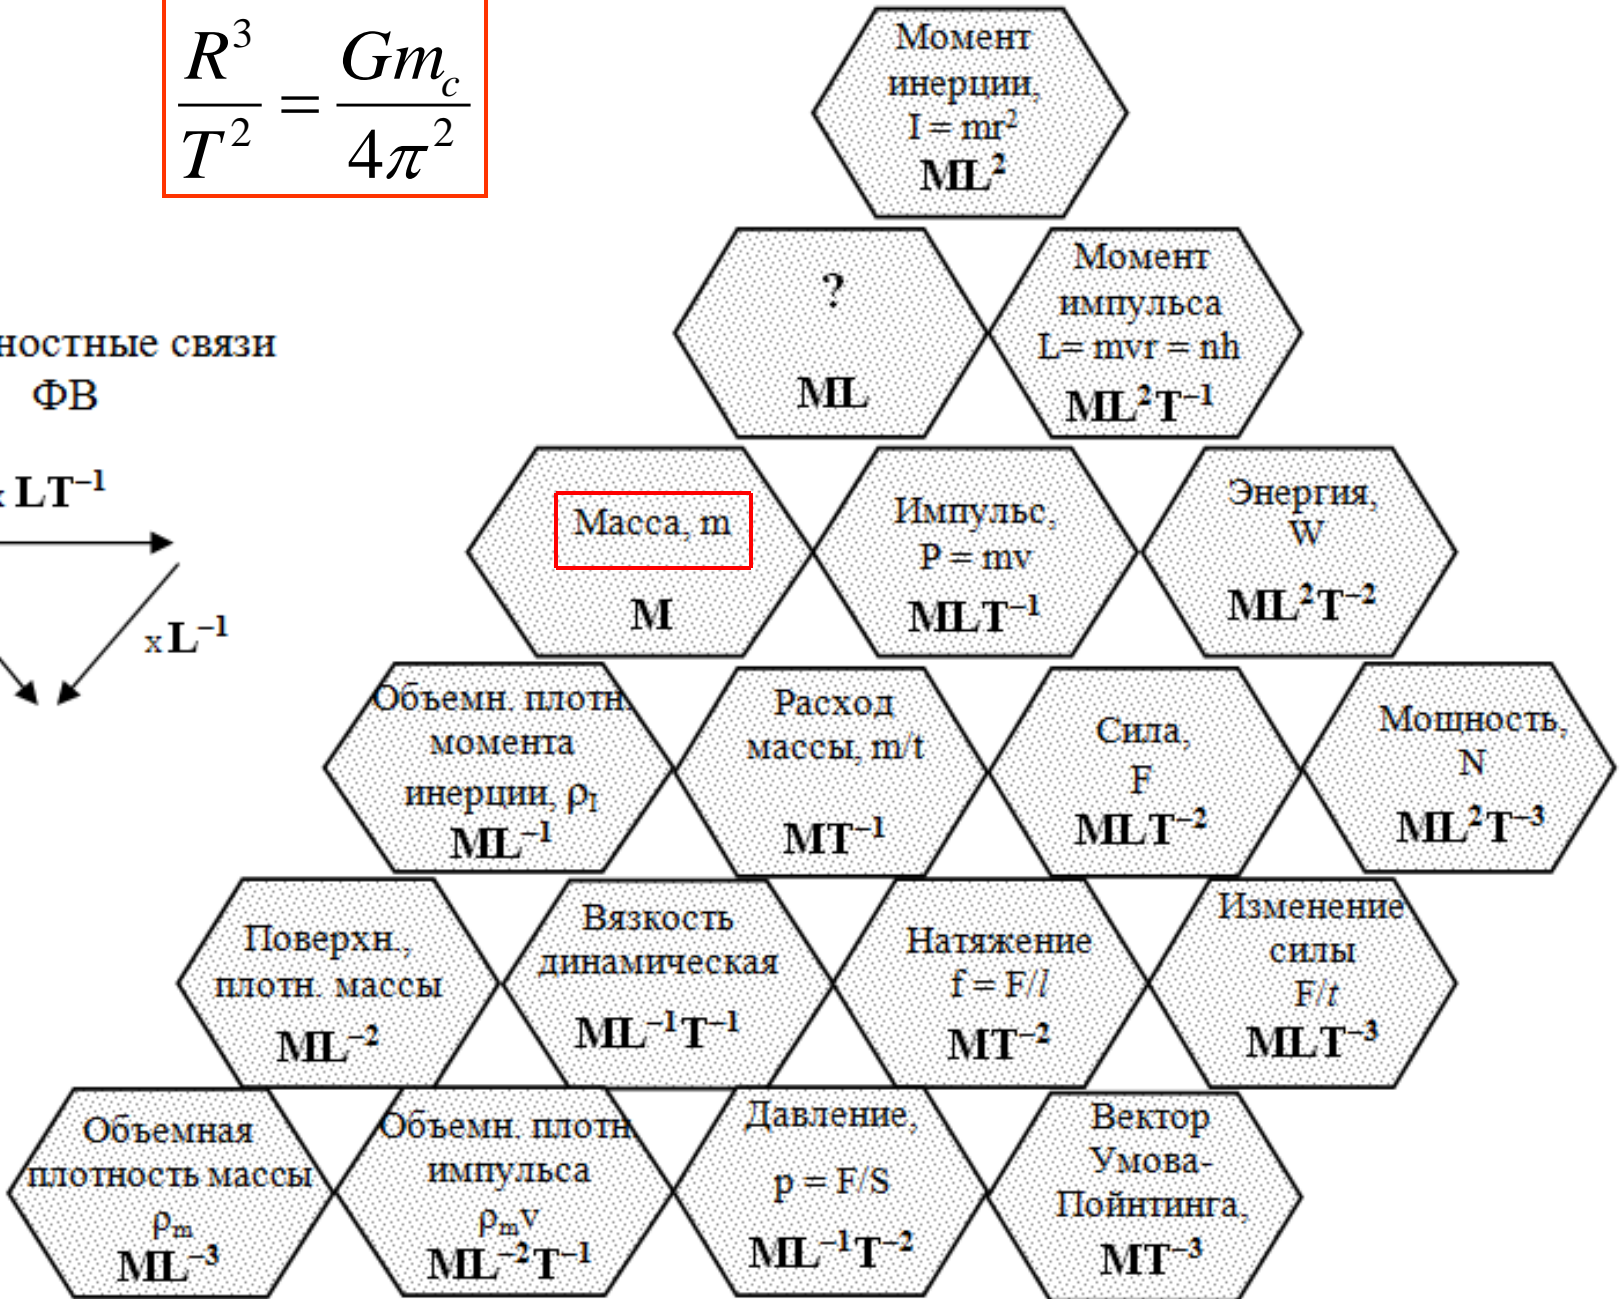 R³/T² = Gm_c/4π²
Момент
инерции,
I = mr²
ML²
?
ML
Момент
импульса
L= mvr = nh
ML²T⁻¹
ностные связи
ФВ
x LT⁻¹
x L⁻¹
Масса, m
M
Импульс,
P = mv
MLT⁻¹
Энергия,
W
ML²T⁻²
Объемн. плотн.
момента
инерции, ρ_I
ML⁻¹
Расход
массы, m/t
MT⁻¹
Сила,
F
MLT⁻²
Мощность,
N
ML²T⁻³
Поверхн.,
плотн. массы
ML⁻²
Вязкость
динамическая
ML⁻¹T⁻¹
Натяжение
f = F/l
MT⁻²
Изменение
силы
F/t
MLT⁻³
Объемная
плотность массы
ρ_m
ML⁻³
Объемн. плотн.
импульса
ρ_m v
ML⁻²T⁻¹
Давление,
p = F/S
ML⁻¹T⁻²
Вектор
Умова-
Пойнтинга,
MT⁻³